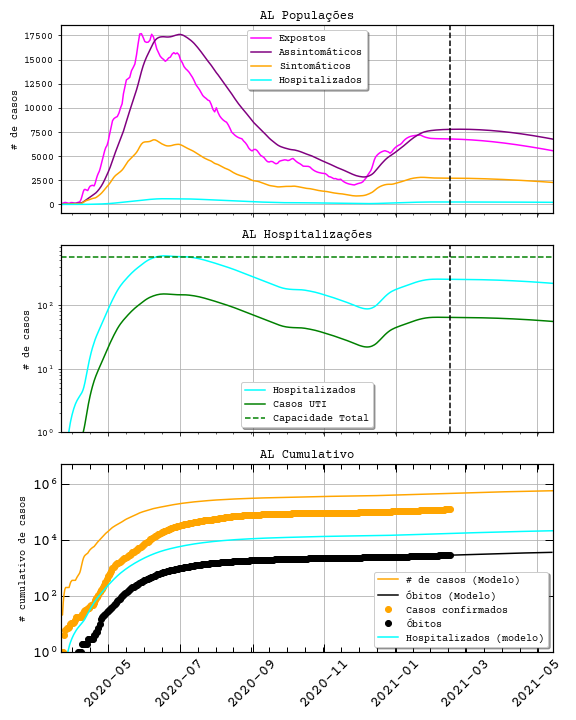 AL Populações
17500
15000
12500
10000
7500
5000
2500
0
# de casos
Expostos
Assintomáticos
Sintomáticos
Hospitalizados
AL Hospitalizações
10²
10¹
10⁰
# de casos
Hospitalizados
Casos UTI
Capacidade Total
AL Cumulativo
10⁶
10⁴
10²
10⁰
# cumulativo de casos
# de casos (Modelo)
Óbitos (Modelo)
Casos confirmados
Óbitos
Hospitalizados (modelo)
2020-05
2020-07
2020-09
2020-11
2021-01
2021-03
2021-05